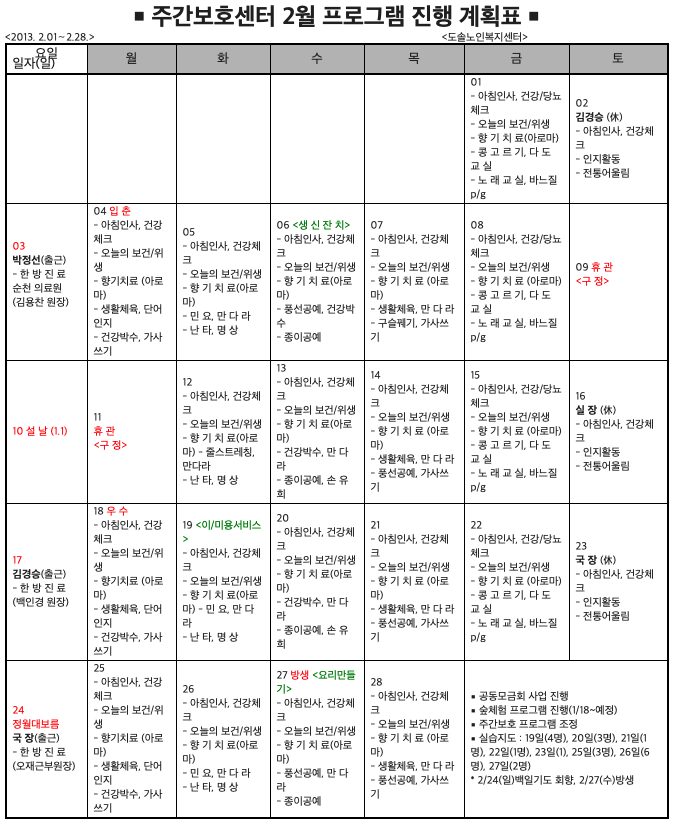 ▪ 주간보호센터 2월 프로그램 진행 계획표 ▪
<2013. 2.01~2.28.>
<도솔노인복지센터>
요일
일자(일)
월
화
수
목
금
토
01
- 아침인사, 건강/당뇨
체크
- 오늘의 보건/위생
- 향 기 치 료(아로마)
- 콩 고 르 기, 다 도
교 실
- 노 래 교 실, 바느질
p/g
02
김경승 (休)
- 아침인사, 건강체
크
- 인지활동
- 전통어울림
03
박정선(출근)
- 한 방 진 료
순천 의료원
(김용찬 원장)
04 입 춘
- 아침인사, 건강
체크
- 오늘의 보건/위
생
- 향기치료 (아로
마)
- 생활체육, 단어
인지
- 건강박수, 가사
쓰기
05
- 아침인사, 건강체
크
- 오늘의 보건/위생
- 향 기 치 료(아로
마)
- 민 요, 만 다 라
- 난 타, 명 상
06 <생 신 잔 치>
- 아침인사, 건강체
크
- 오늘의 보건/위생
- 향 기 치 료(아로
마)
- 풍선공예, 건강박
수
- 종이공예
07
- 아침인사, 건강체
크
- 오늘의 보건/위생
- 향 기 치 료 (아로
마)
- 생활체육, 만 다 라
- 구슬꿰기, 가사쓰
기
08
- 아침인사, 건강/당뇨
체크
- 오늘의 보건/위생
- 향 기 치 료 (아로마)
- 콩 고 르 기, 다 도
교 실
- 노 래 교 실, 바느질
p/g
09 휴 관
<구 정>
10 설 날 (1.1)
11
휴 관
<구 정>
12
- 아침인사, 건강체
크
- 오늘의 보건/위생
- 향 기 치 료(아로
마) - 줄스트레칭,
만다라
- 난 타, 명 상
13
- 아침인사, 건강체
크
- 오늘의 보건/위생
- 향 기 치 료(아로
마)
- 건강박수, 만 다
라
- 종이공예, 손 유
희
14
- 아침인사, 건강체
크
- 오늘의 보건/위생
- 향 기 치 료 (아로
마)
- 생활체육, 만 다 라
- 풍선공예, 가사쓰
기
15
- 아침인사, 건강/당뇨
체크
- 오늘의 보건/위생
- 향 기 치 료 (아로마)
- 콩 고 르 기, 다 도
교 실
- 노 래 교 실, 바느질
p/g
16
실 장 (休)
- 아침인사, 건강체
크
- 인지활동
- 전통어울림
17
김경승(출근)
- 한 방 진 료
(백인경 원장)
18 우 수
- 아침인사, 건강
체크
- 오늘의 보건/위
생
- 향기치료 (아로
마)
- 생활체육, 단어
인지
- 건강박수, 가사
쓰기
19 <이/미용서비스
>
- 아침인사, 건강체
크
- 오늘의 보건/위생
- 향 기 치 료(아로
마) - 민 요, 만 다
라
- 난 타, 명 상
20
- 아침인사, 건강체
크
- 오늘의 보건/위생
- 향 기 치 료(아로
마)
- 건강박수, 만 다
라
- 종이공예, 손 유
희
21
- 아침인사, 건강체
크
- 오늘의 보건/위생
- 향 기 치 료 (아로
마)
- 생활체육, 만 다 라
- 풍선공예, 가사쓰
기
22
- 아침인사, 건강/당뇨
체크
- 오늘의 보건/위생
- 향 기 치 료 (아로마)
- 콩 고 르 기, 다 도
교 실
- 노 래 교 실, 바느질
p/g
23
국 장 (休)
- 아침인사, 건강체
크
- 인지활동
- 전통어울림
24
정월대보름
국 장(출근)
- 한 방 진 료
(오재근부원장)
25
- 아침인사, 건강
체크
- 오늘의 보건/위
생
- 향기치료 (아로
마)
- 생활체육, 단어
인지
- 건강박수, 가사
쓰기
26
- 아침인사, 건강체
크
- 오늘의 보건/위생
- 향 기 치 료(아로
마)
- 민 요, 만 다 라
- 난 타, 명 상
27 방생 <요리만들
기>
- 아침인사, 건강체
크
- 오늘의 보건/위생
- 향 기 치 료(아로
마)
- 풍선공예, 만 다
라
- 종이공예
28
- 아침인사, 건강체
크
- 오늘의 보건/위생
- 향 기 치 료 (아로
마)
- 생활체육, 만 다 라
- 풍선공예, 가사쓰
기
▪ 공동모금회 사업 진행
▪ 숲체험 프로그램 진행(1/18~예정)
▪ 주간보호 프로그램 조정
▪ 실습지도 : 19일(4명), 20일(3명), 21일(1
명), 22일(1명), 23일(1), 25일(3명), 26일(6
명), 27일(2명)
* 2/24(일)백일기도 회향, 2/27(수)방생